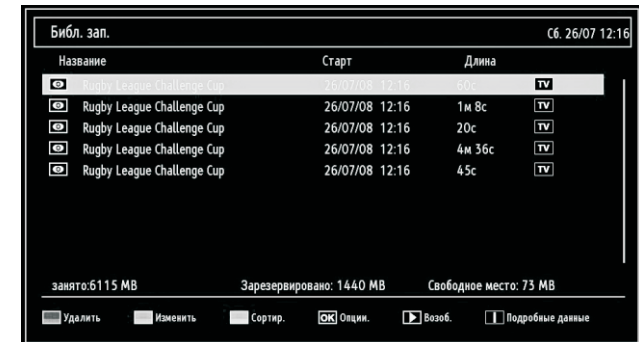 Библ. зап. Сб. 26/07 12:16
Название Старт Длина
Rugby League Challenge Cup 26/07/08 12:16 60с TV
Rugby League Challenge Cup 26/07/08 12:16 1м 8с TV
Rugby League Challenge Cup 26/07/08 12:16 20с TV
Rugby League Challenge Cup 26/07/08 12:16 4м 36с TV
Rugby League Challenge Cup 26/07/08 12:16 45с TV
занято:6115 MB Зарезервировано: 1440 MB Свободное место: 73 MB
Удалить Изменить Сортир. OK Опции. Возоб. Подробные данные